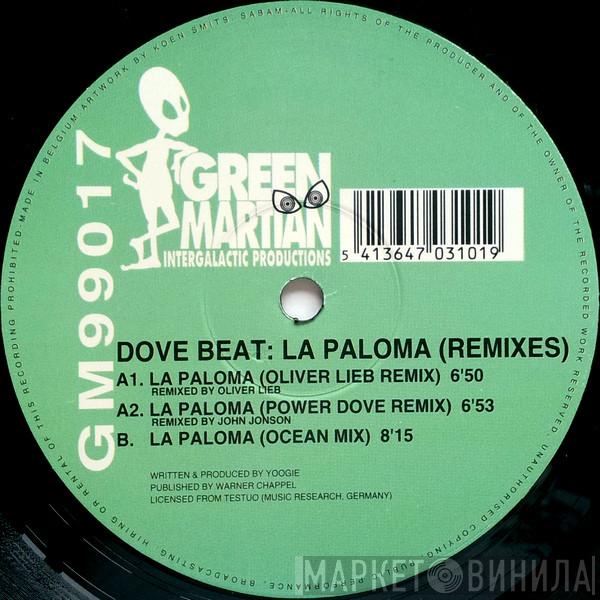 ALL RIGHTS OF THE PRODUCER AND OF THE OWNER OF THE RECORDED WORK RESERVED. UNAUTHORISED COPYING, PUBLIC PERFORMANCE, BROADCASTING, HIRING OR RENTAL OF THIS RECORDING PROHIBITED-MADE IN BELGIUM ARTWORK BY KOEN SMITS. SABAM-
GM99017
GREEN
MARTIAN
INTERGALACTIC PRODUCTIONS
5 413647 031019
DOVE BEAT: LA PALOMA (REMIXES)
A1. LA PALOMA (OLIVER LIEB REMIX) 6'50
REMIXED BY OLIVER LIEB
A2. LA PALOMA (POWER DOVE REMIX) 6'53
REMIXED BY JOHN JONSON
B. LA PALOMA (OCEAN MIX) 8'15
WRITTEN & PRODUCED BY YOOGIE
PUBLISHED BY WARNER CHAPPEL
LICENSED FROM TESTUO (MUSIC RESEARCH, GERMANY)
МАРКЕТ ВИНИЛА